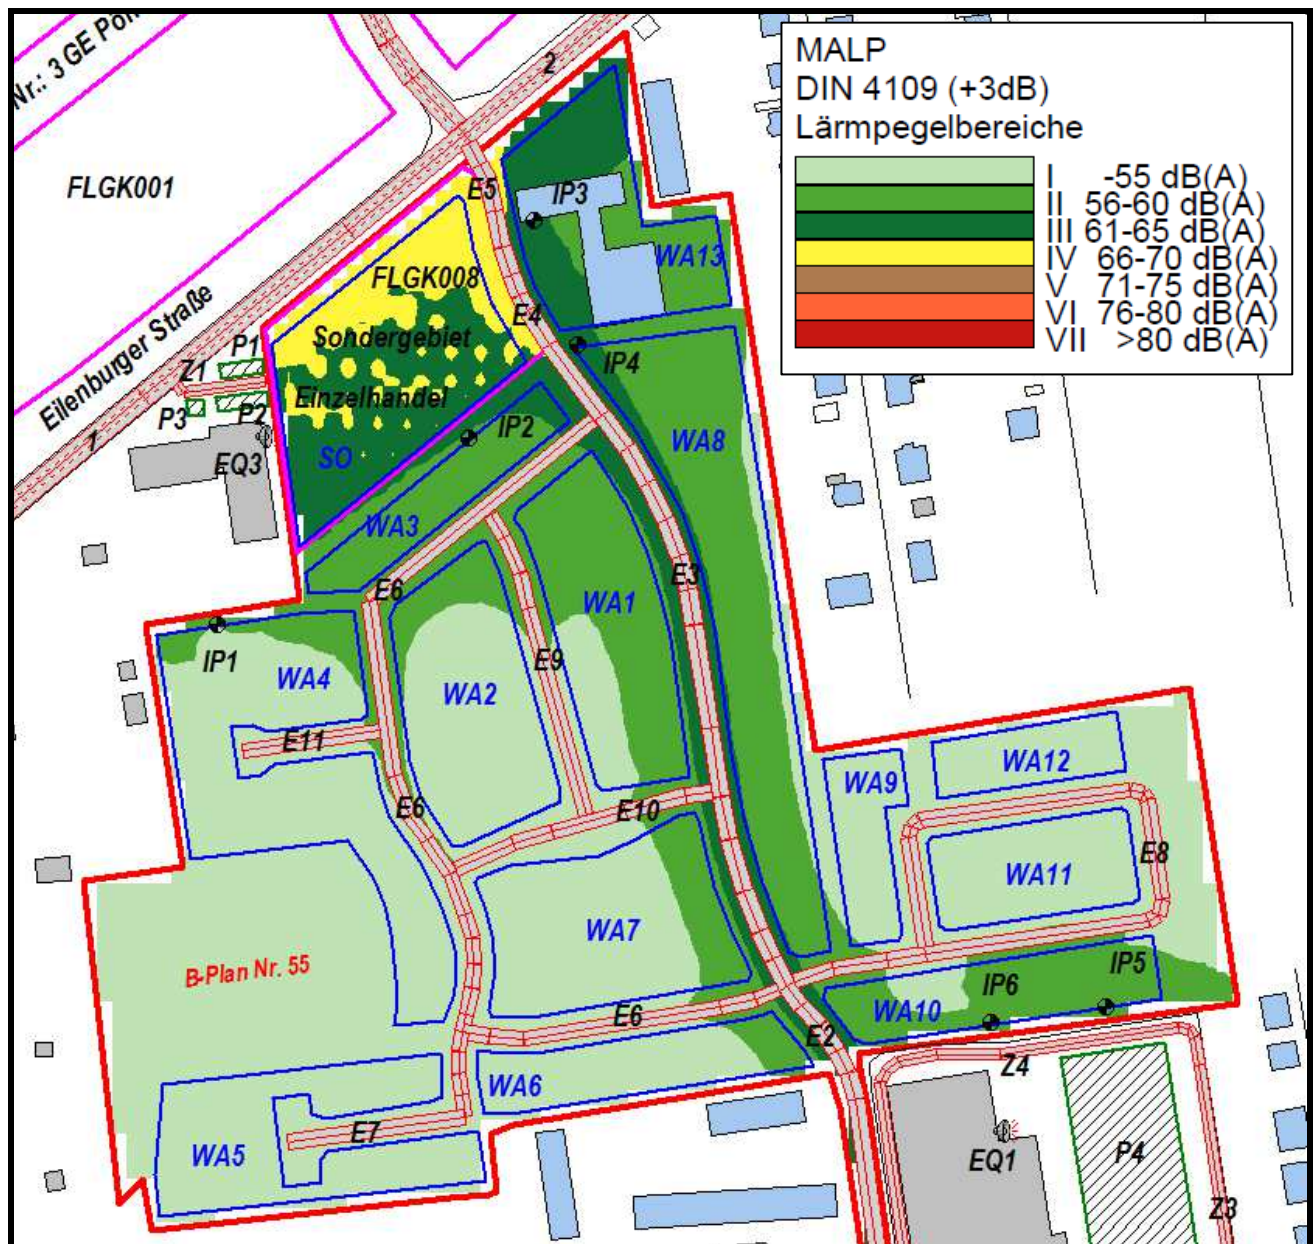 Nr.: 3 GE Pon
2
MALP
DIN 4109 (+3dB)
Lärmpegelbereiche
I -55 dB(A)
II 56-60 dB(A)
III 61-65 dB(A)
IV 66-70 dB(A)
V 71-75 dB(A)
VI 76-80 dB(A)
VII >80 dB(A)
FLGK001
E5
IP3
WA13
FLGK008
Eilenburger Straße
E4
Sondergebiet
P1
IP4
Z1
Einzelhandel
P3
P2
IP2
WA8
1
EQ3
SO
WA3
E3
E6
WA1
IP1
E9
WA4
WA2
E11
WA12
WA9
E6
E10
E8
WA11
WA7
B-Plan Nr. 55
IP5
IP6
WA10
E6
E2
Z4
WA6
E7
WA5
EQ1
P4
Z3